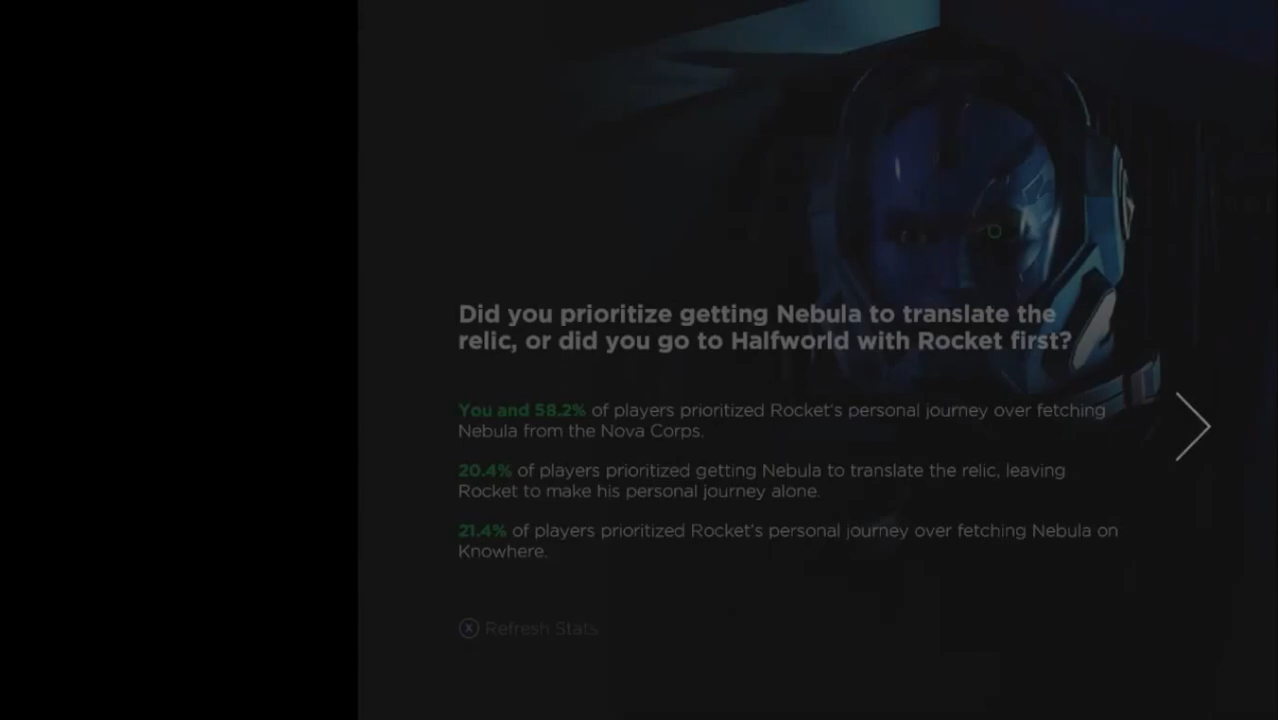 Did you prioritize getting Nebula to translate the
relic, or did you go to Halfworld with Rocket first?
You and 58.2% of players prioritized Rocket's personal journey over fetching
Nebula from the Nova Corps.
20.4% of players prioritized getting Nebula to translate the relic, leaving
Rocket to make his personal journey alone.
21.4% of players prioritized Rocket's personal journey over fetching Nebula on
Knowhere.
X Refresh Stats